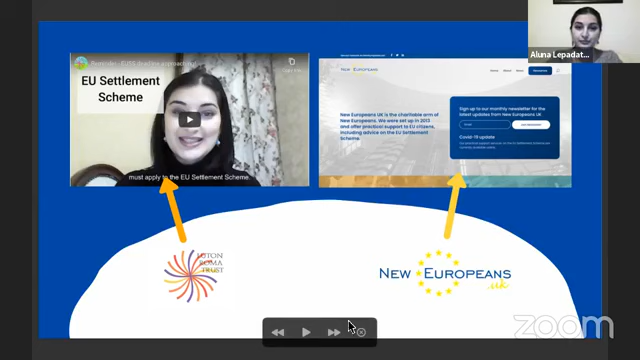 Aluna Lepadat...
EU Settlement
Scheme
must apply to the EU Settlement Scheme.
NEW EUROPEANS
New Europeans UK is the charitable arm of
New Europeans. We were set up in 2013
and offer practical support to EU citizens,
including advice on the EU Settlement
Scheme.
Sign up to our monthly newsletter for the
latest updates from New Europeans UK
Covid-19 update
LUTON
ROMA
TRUST
NEW EUROPEANS
.uk
zoom